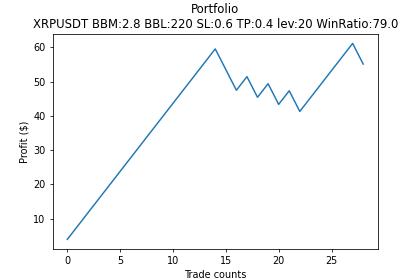 Portfolio
XRPUSDT BBM:2.8 BBL:220 SL:0.6 TP:0.4 lev:20 WinRatio:79.0
60
50
40
30
20
10
Profit ($)
0 5 10 15 20 25
Trade counts